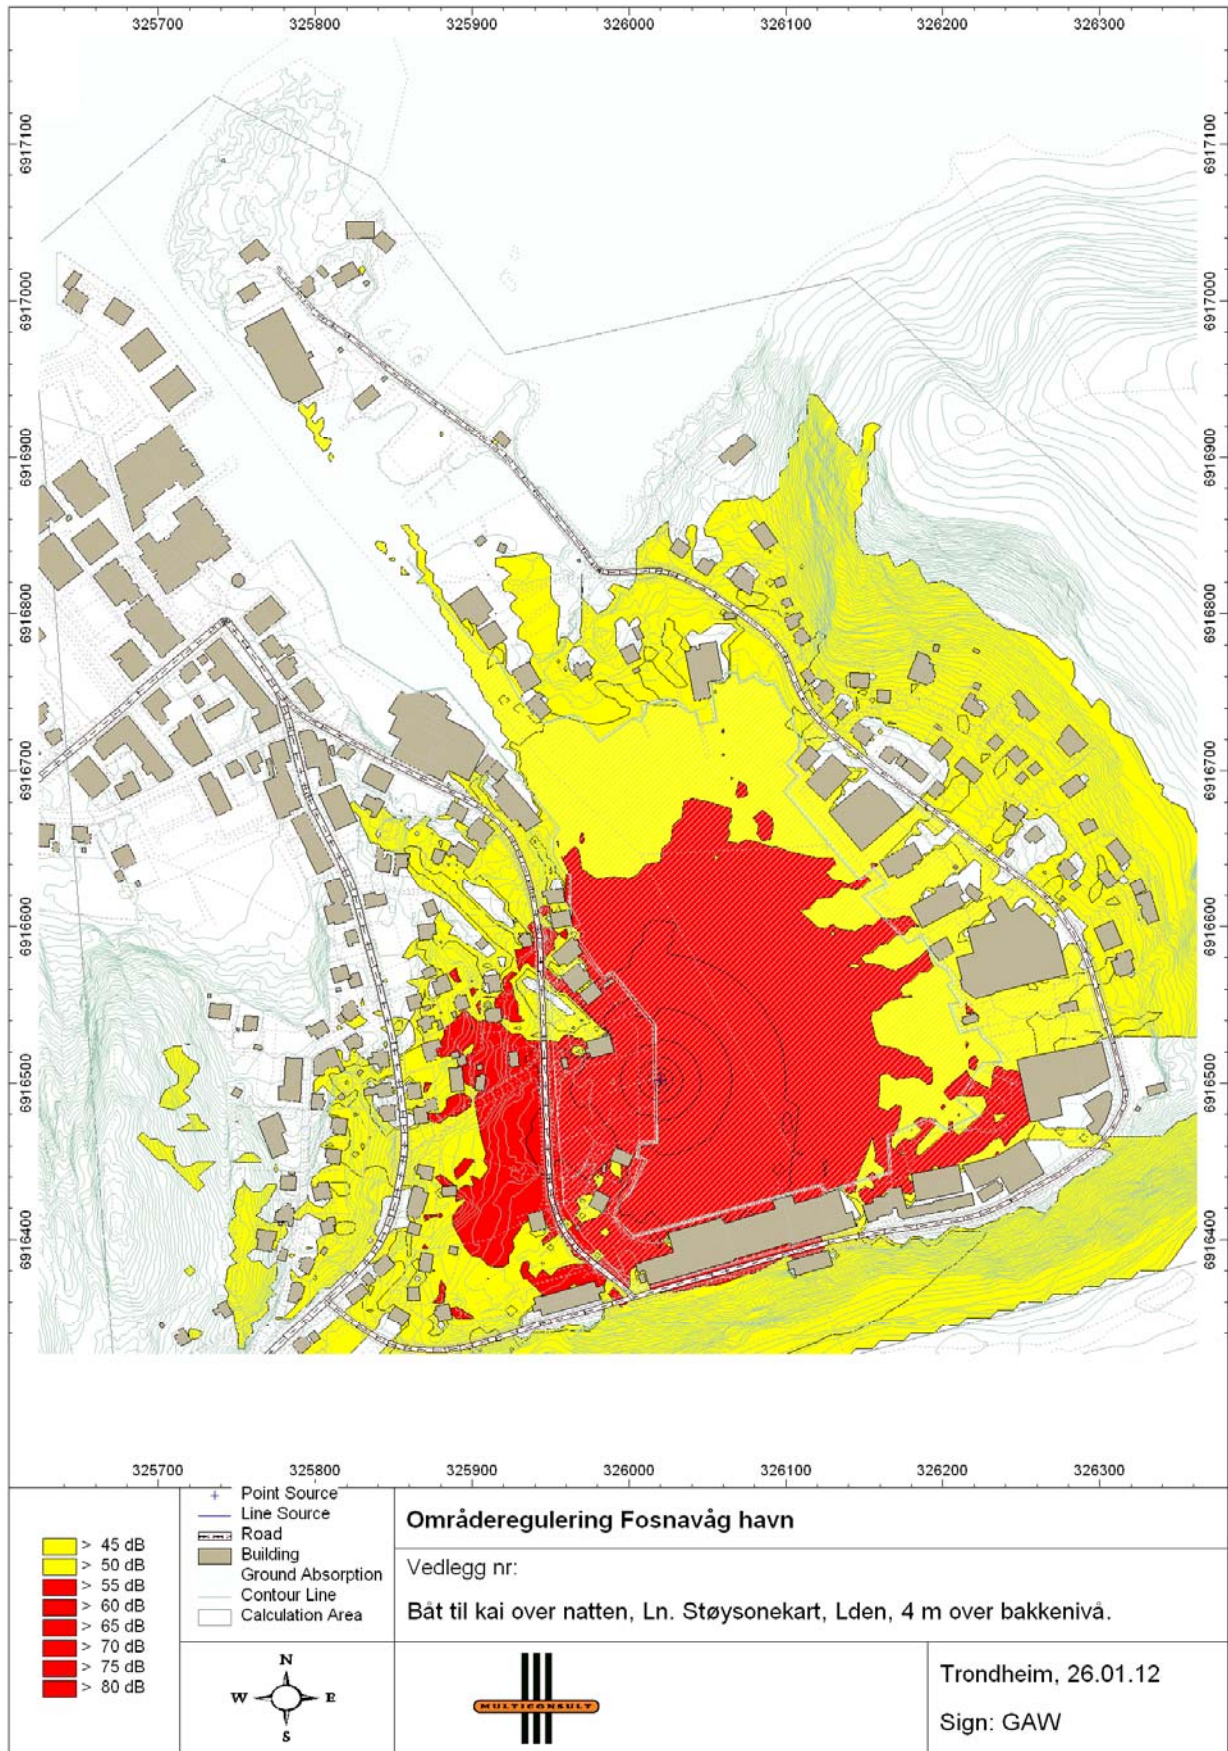 325700 325800 325900 326000 326100 326200 326300
6917100 6917100
6917000 6917000
6916900 6916900
6916800 6916800
6916700 6916700
6916600 6916600
6916500 6916500
6916400 6916400
325700 325800 325900 326000 326100 326200 326300
> 45 dB
> 50 dB
> 55 dB
> 60 dB
> 65 dB
> 70 dB
> 75 dB
> 80 dB
Point Source
Line Source
Road
Building
Ground Absorption
Contour Line
Calculation Area
Områderegulering Fosnavåg havn
Vedlegg nr:
Båt til kai over natten, Ln. Støysonekart, Lden, 4 m over bakkenivå.
N
W E
S
MULTICONSULT
Trondheim, 26.01.12
Sign: GAW